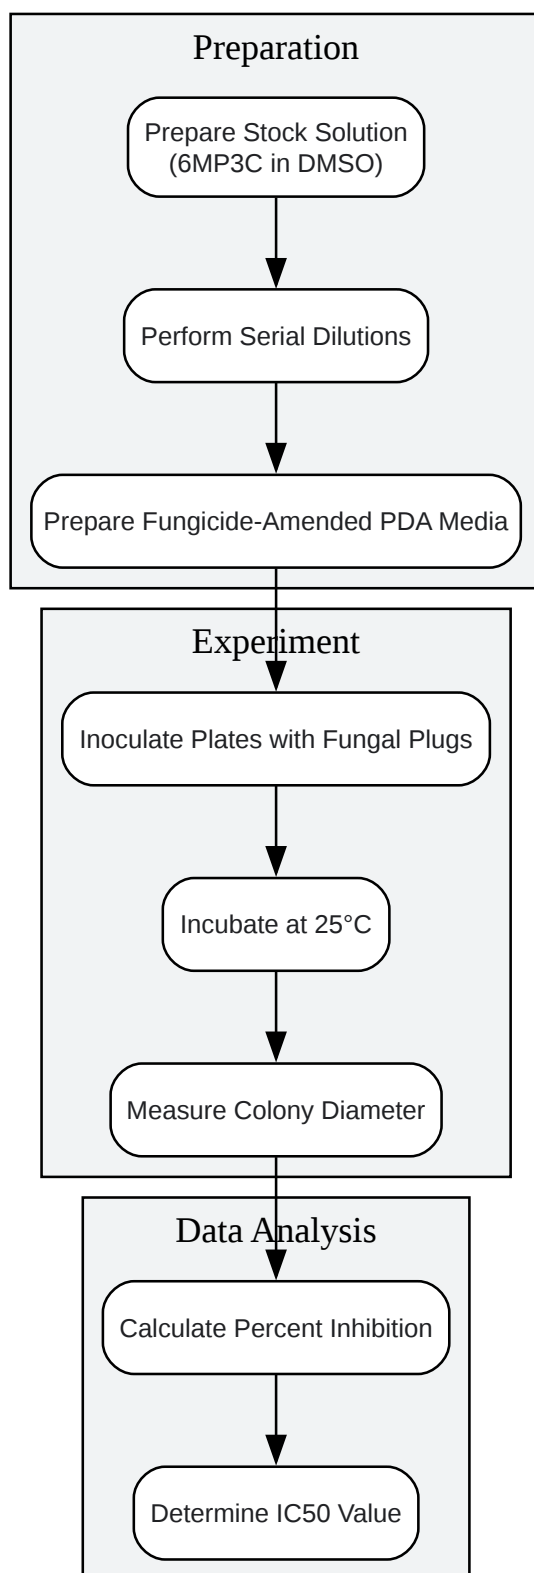 Preparation
Prepare Stock Solution
(6MP3C in DMSO)
Perform Serial Dilutions
Prepare Fungicide-Amended PDA Media
Experiment
Inoculate Plates with Fungal Plugs
Incubate at 25°C
Measure Colony Diameter
Data Analysis
Calculate Percent Inhibition
Determine IC50 Value